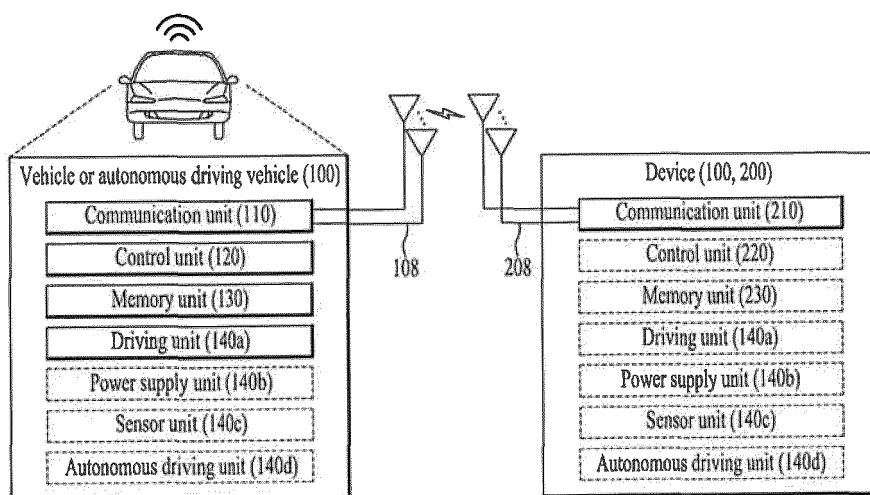 Vehicle or autonomous driving vehicle (100)
Communication unit (110)
Control unit (120)
Memory unit (130)
Driving unit (140a)
Power supply unit (140b)
Sensor unit (140c)
Autonomous driving unit (140d)
108
208
Device (100, 200)
Communication unit (210)
Control unit (220)
Memory unit (230)
Driving unit (140a)
Power supply unit (140b)
Sensor unit (140c)
Autonomous driving unit (140d)